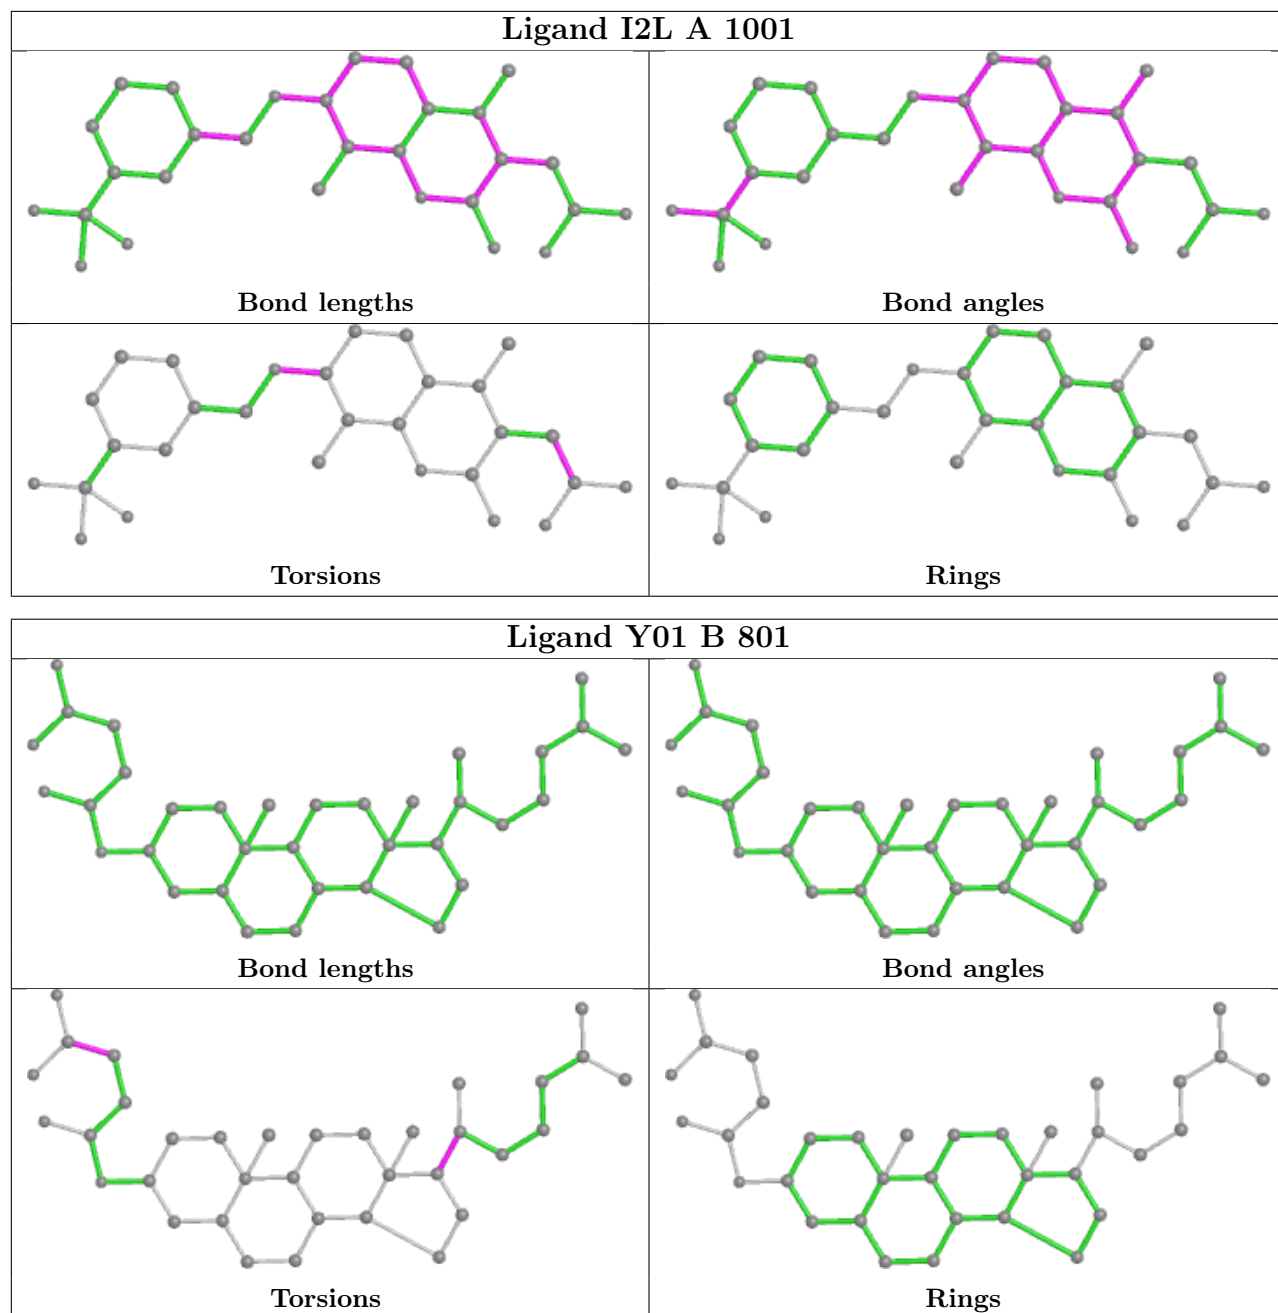 Ligand I2L A 1001
Bond lengths
Bond angles
Torsions
Rings
Ligand Y01 B 801
Bond lengths
Bond angles
Torsions
Rings